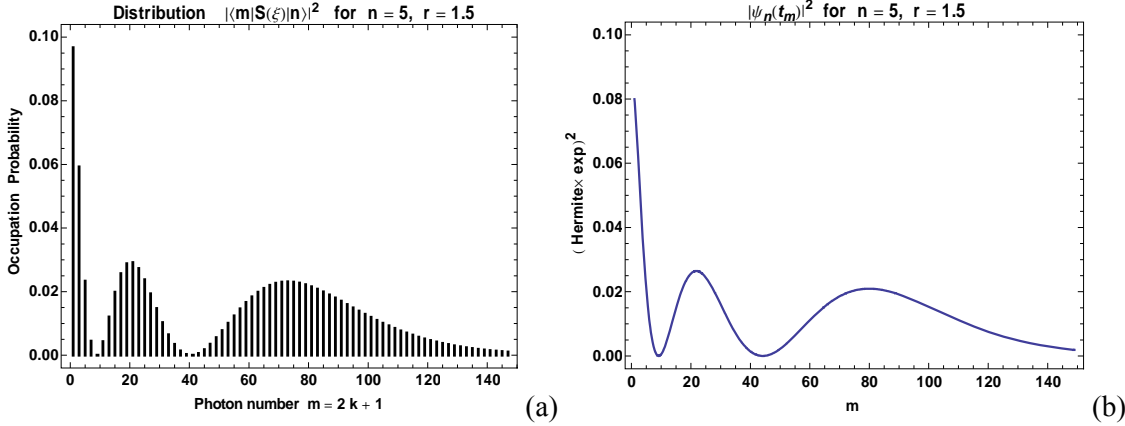 Distribution |⟨m|S(ξ)|n⟩|² for n = 5, r = 1.5
Occupation Probability
0.10
0.08
0.06
0.04
0.02
0.00
0 20 40 60 80 100 120 140
Photon number m = 2 k + 1
(a)
|ψn(tm)|² for n = 5, r = 1.5
( Hermite× exp)²
0.10
0.08
0.06
0.04
0.02
0.00
0 20 40 60 80 100 120 140
m
(b)